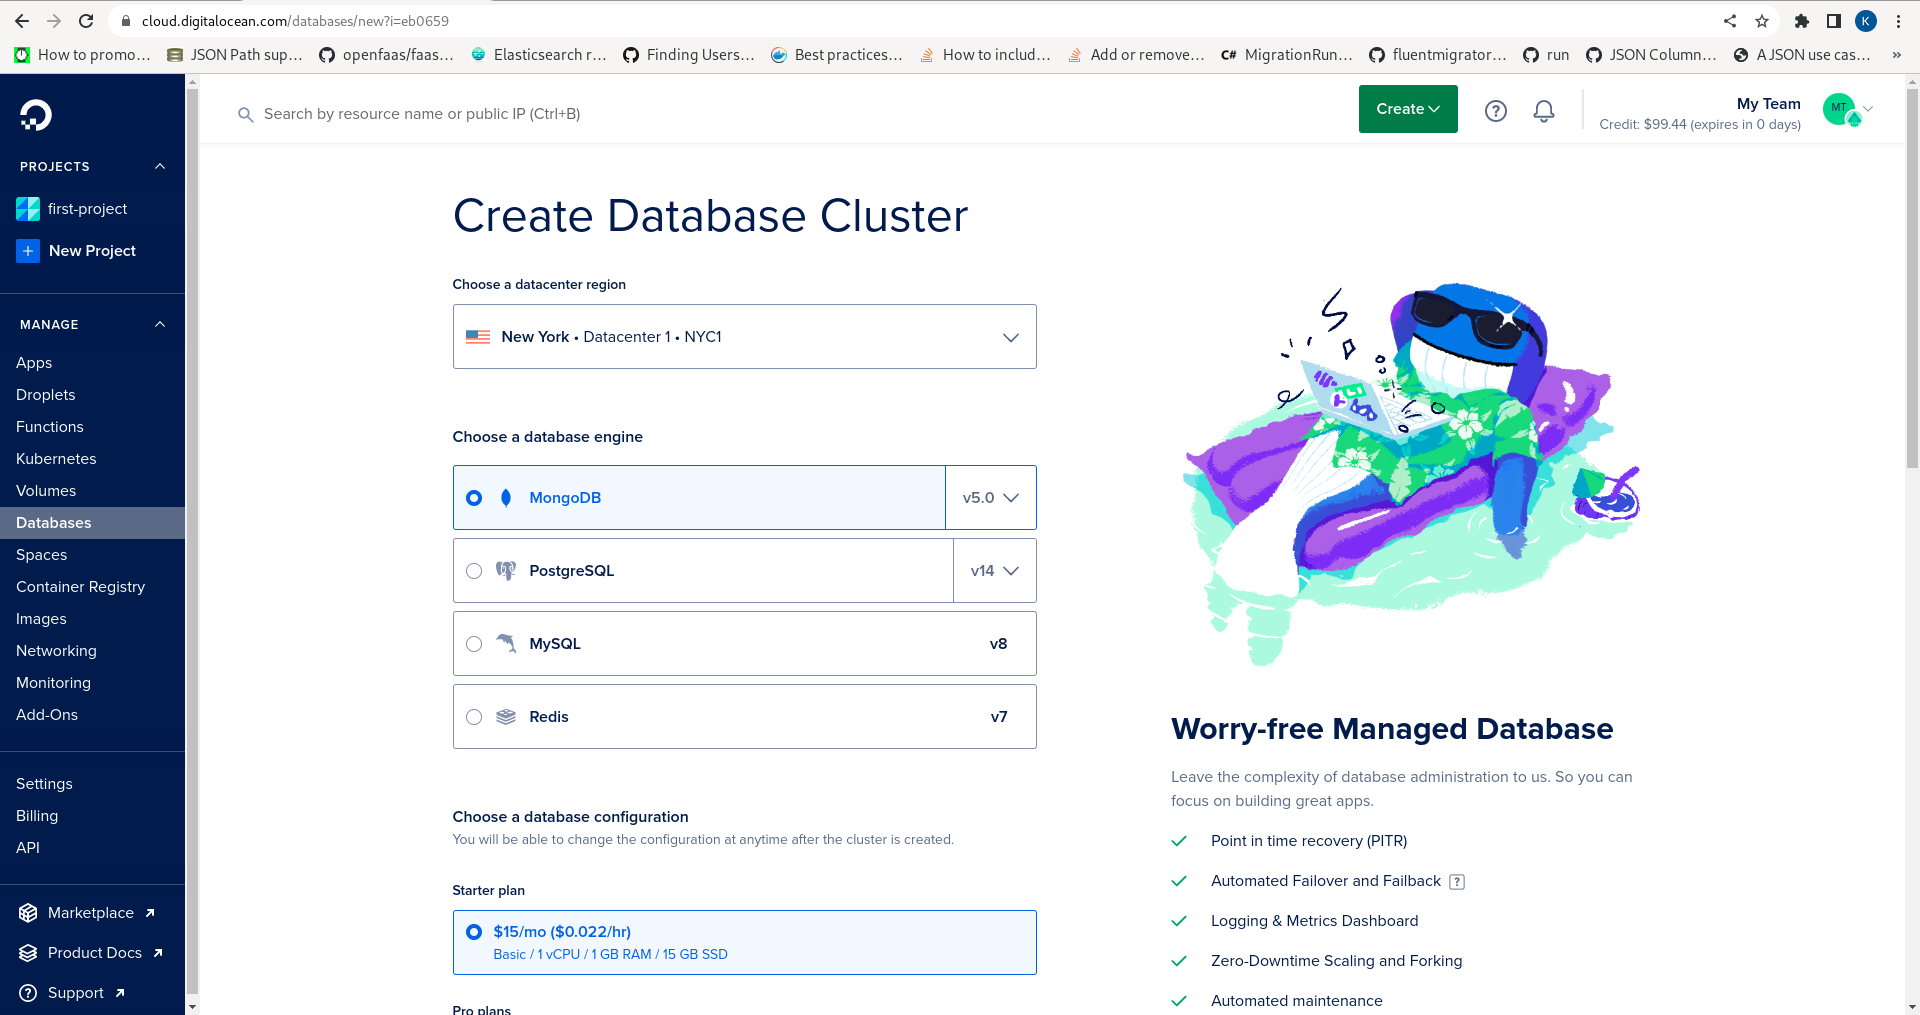 cloud.digitalocean.com/databases/new?i=eb0659
K
How to promo…
JSON Path sup…
openfaas/faas…
Elasticsearch r…
Finding Users…
Best practices…
How to includ…
Add or remove…
C# MigrationRun…
fluentmigrator…
run
JSON Column…
A JSON use cas…
»
Search by resource name or public IP (Ctrl+B)
Create
My Team
Credit: $99.44 (expires in 0 days)
MT
PROJECTS
first-project
New Project
MANAGE
Apps
Droplets
Functions
Kubernetes
Volumes
Databases
Spaces
Container Registry
Images
Networking
Monitoring
Add-Ons
Settings
Billing
API
Marketplace
Product Docs
Support
Create Database Cluster
Choose a datacenter region
New York • Datacenter 1 • NYC1
Choose a database engine
MongoDB v5.0
PostgreSQL v14
MySQL v8
Redis v7
Choose a database configuration
You will be able to change the configuration at anytime after the cluster is created.
Starter plan
$15/mo ($0.022/hr)
Basic / 1 vCPU / 1 GB RAM / 15 GB SSD
Pro plans
Worry-free Managed Database
Leave the complexity of database administration to us. So you can
focus on building great apps.
Point in time recovery (PITR)
Automated Failover and Failback ?
Logging & Metrics Dashboard
Zero-Downtime Scaling and Forking
Automated maintenance